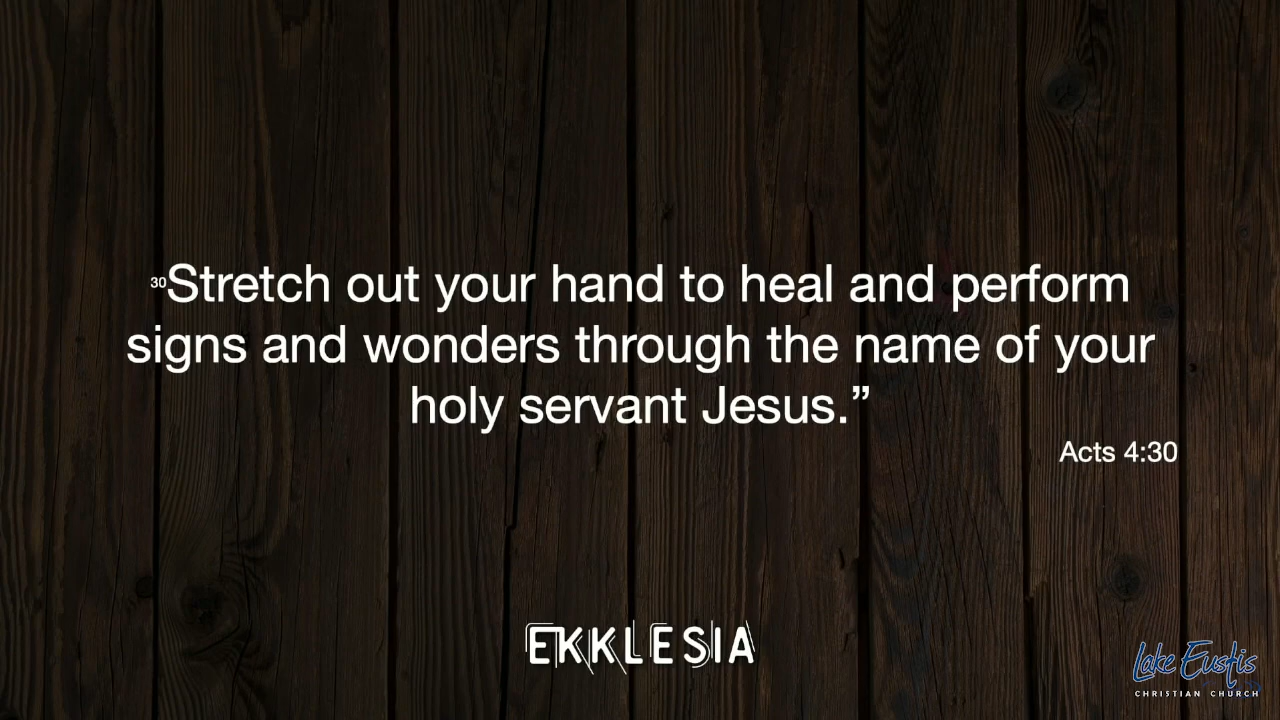 30Stretch out your hand to heal and perform
signs and wonders through the name of your
holy servant Jesus.”
Acts 4:30
EKKLESIA
Lake Eustis
CHRISTIAN CHURCH